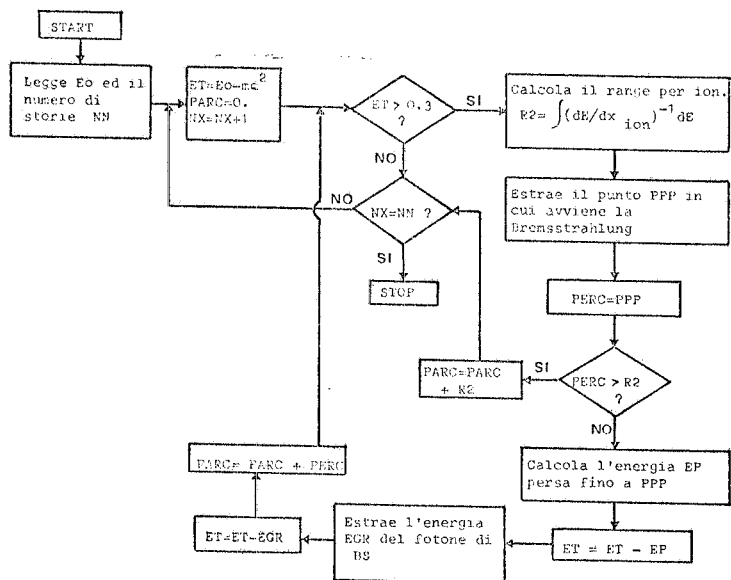 START
Legge Eo ed il
numero di
storie NN
ET=Eo-mc²
PARC=0.
NX=NX+1
ET > 0.3
?
SI
NO
Calcola il range per ion.
R2= ∫(dE/dx ion)⁻¹ dE
Estrae il punto PPP in
cui avviene la
Bremsstrahlung
PERC=PPP
PERC > R2
?
SI
NO
PARC=PARC
+ R2
NX=NN ?
NO
SI
STOP
Calcola l'energia EP
persa fino a PPP
ET = ET - EP
Estrae l'energia
EGR del fotone di
BS
ET=ET-EGR
PARC= PARC + PERC